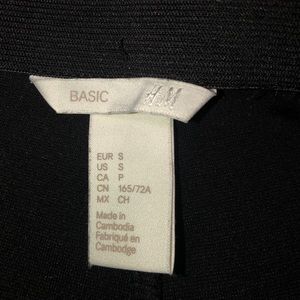 BASIC H&M
EUR S
US S
CA P
CN 165/72A
MX CH
Made in
Cambodia
Fabriqué en
Cambodge